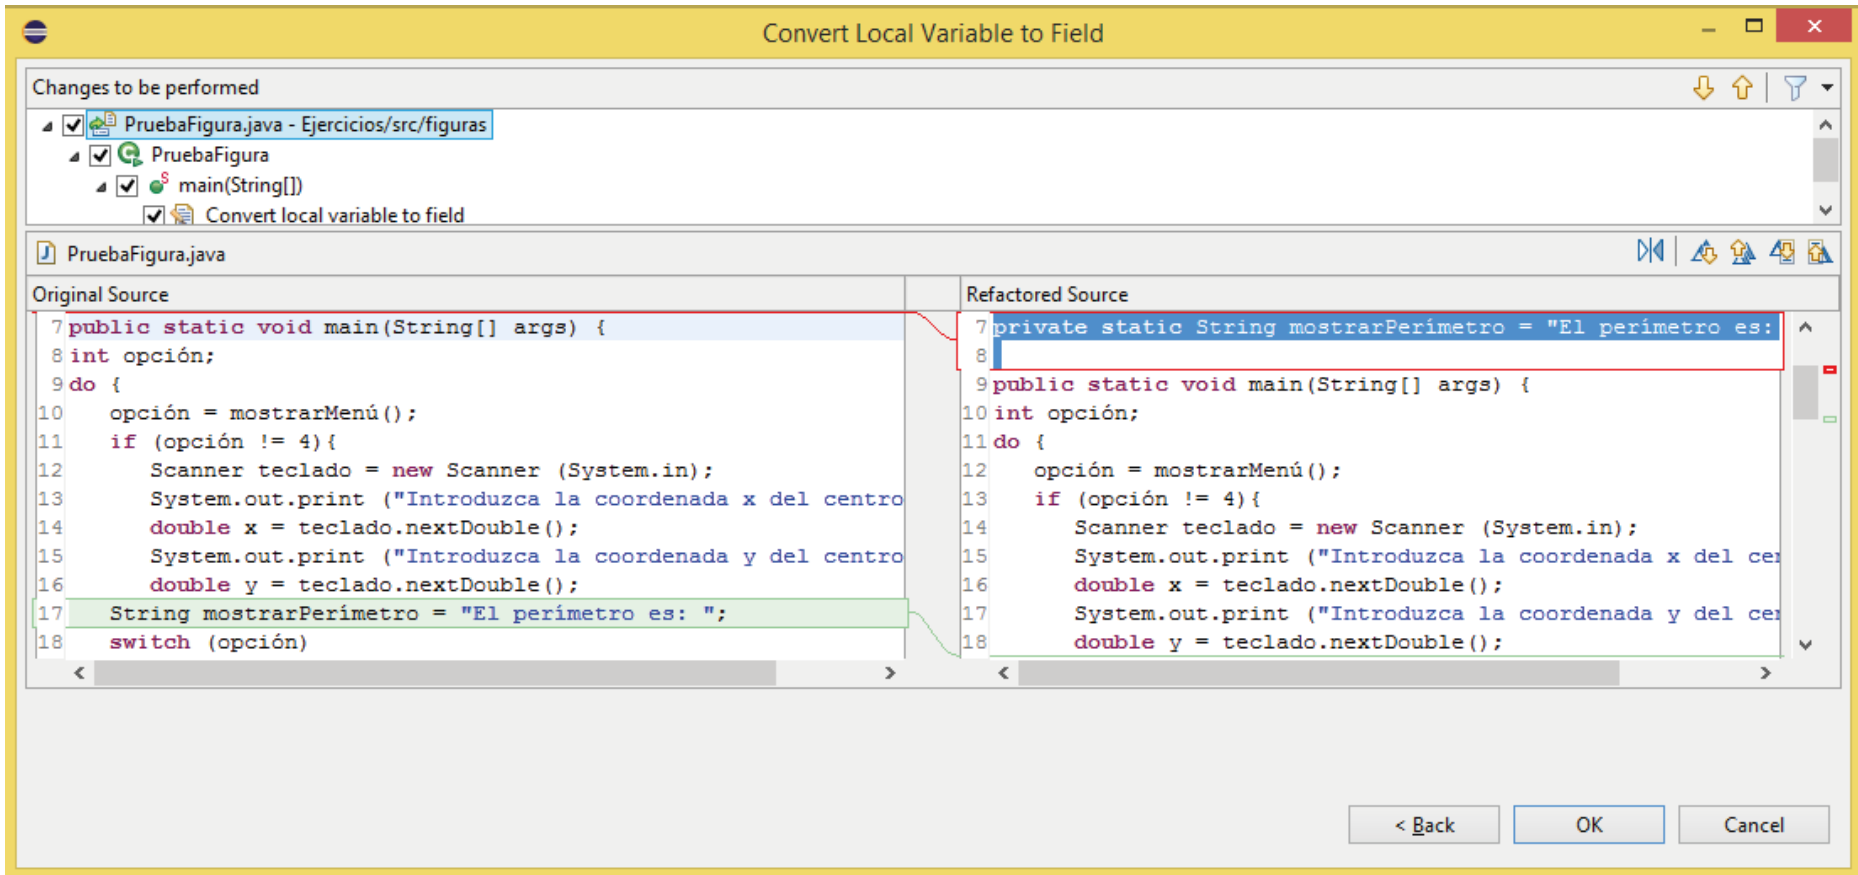 Convert Local Variable to Field
Changes to be performed
PruebaFigura.java - Ejercicios/src/figuras
PruebaFigura
main(String[])
Convert local variable to field
PruebaFigura.java
Original Source
7 public static void main(String[] args) {
8 int opción;
9 do {
10 opción = mostrarMenú();
11 if (opción != 4){
12 Scanner teclado = new Scanner (System.in);
13 System.out.print ("Introduzca la coordenada x del centro
14 double x = teclado.nextDouble();
15 System.out.print ("Introduzca la coordenada y del centro
16 double y = teclado.nextDouble();
17 String mostrarPerímetro = "El perímetro es: ";
18 switch (opción)
Refactored Source
7 private static String mostrarPerímetro = "El perímetro es:
8
9 public static void main(String[] args) {
10 int opción;
11 do {
12 opción = mostrarMenú();
13 if (opción != 4){
14 Scanner teclado = new Scanner (System.in);
15 System.out.print ("Introduzca la coordenada x del cen
16 double x = teclado.nextDouble();
17 System.out.print ("Introduzca la coordenada y del cen
18 double y = teclado.nextDouble();
< Back
OK
Cancel